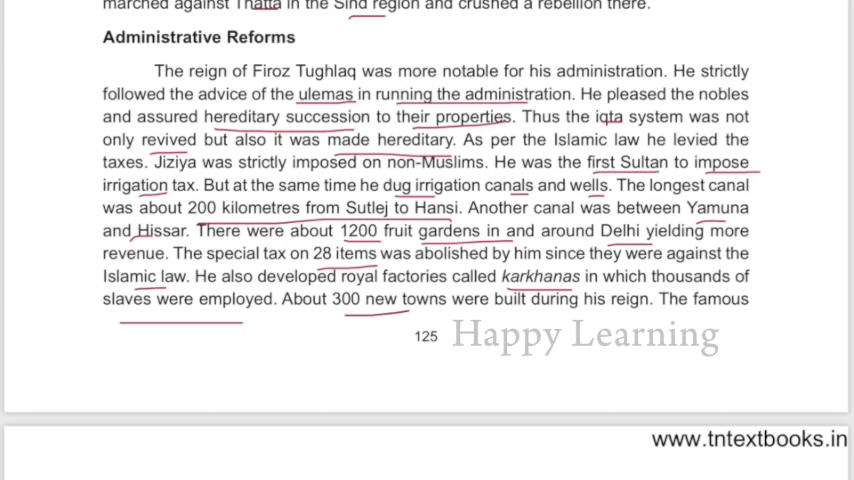 marched against Thatta in the Sind region and crushed a rebellion there.
Administrative Reforms
The reign of Firoz Tughlaq was more notable for his administration. He strictly
followed the advice of the ulemas in running the administration. He pleased the nobles
and assured hereditary succession to their properties. Thus the iqta system was not
only revived but also it was made hereditary. As per the Islamic law he levied the
taxes. Jiziya was strictly imposed on non-Muslims. He was the first Sultan to impose
irrigation tax. But at the same time he dug irrigation canals and wells. The longest canal
was about 200 kilometres from Sutlej to Hansi. Another canal was between Yamuna
and Hissar. There were about 1200 fruit gardens in and around Delhi yielding more
revenue. The special tax on 28 items was abolished by him since they were against the
Islamic law. He also developed royal factories called karkhanas in which thousands of
slaves were employed. About 300 new towns were built during his reign. The famous
125
Happy Learning
www.tntextbooks.in